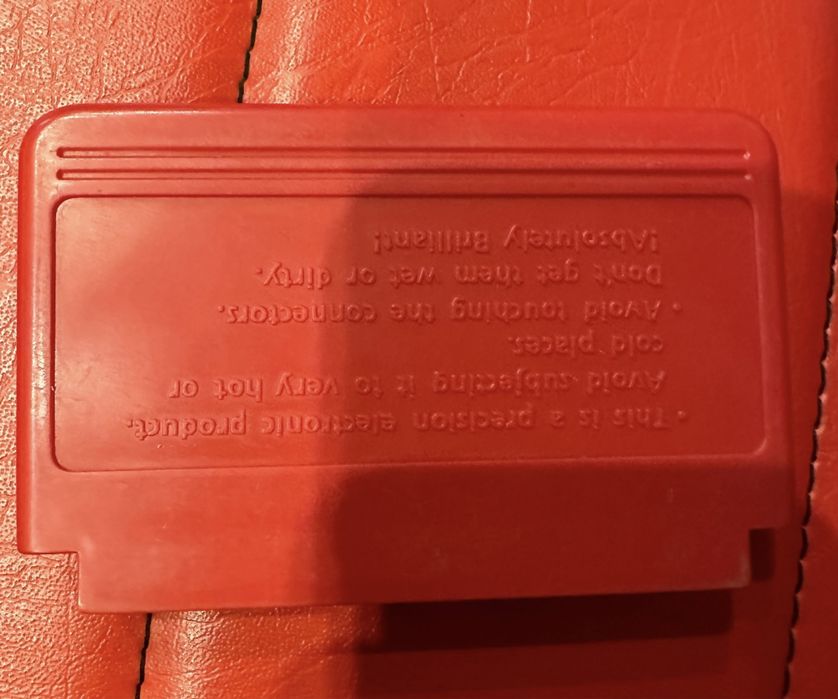 • This is a precision electronic product.
Avoid subjecting it to very hot or
cold places.
• Avoid touching the connectors.
Don't get them wet or dirty.
!Absolutely Brilliant!